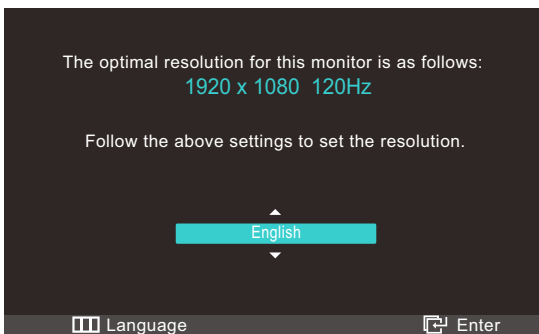 The optimal resolution for this monitor is as follows:
1920 x 1080 120Hz
Follow the above settings to set the resolution.
English
Language Enter